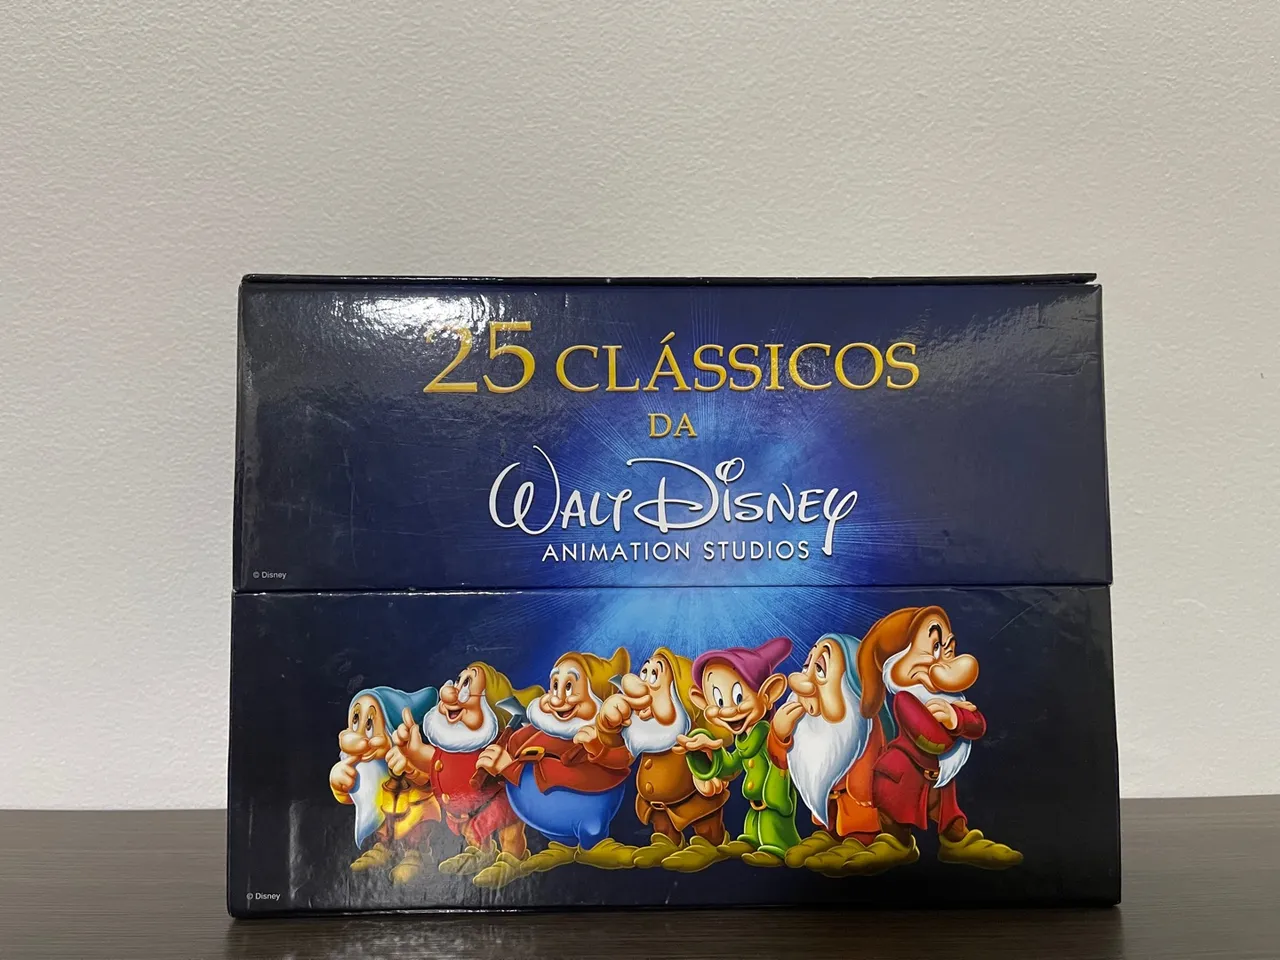 25 CLÁSSICOS
DA
WALT DISNEY
ANIMATION STUDIOS
© Disney
© Disney